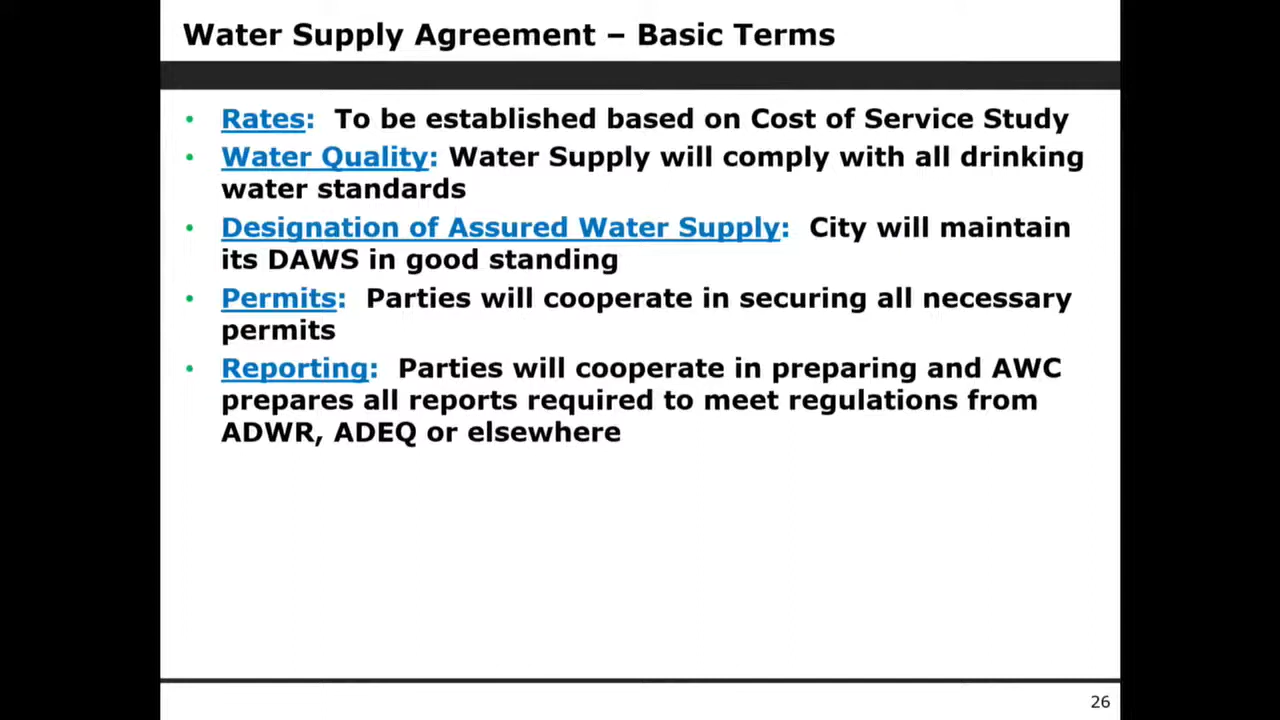 Water Supply Agreement – Basic Terms
• Rates: To be established based on Cost of Service Study
• Water Quality: Water Supply will comply with all drinking
water standards
• Designation of Assured Water Supply: City will maintain
its DAWS in good standing
• Permits: Parties will cooperate in securing all necessary
permits
• Reporting: Parties will cooperate in preparing and AWC
prepares all reports required to meet regulations from
ADWR, ADEQ or elsewhere
26